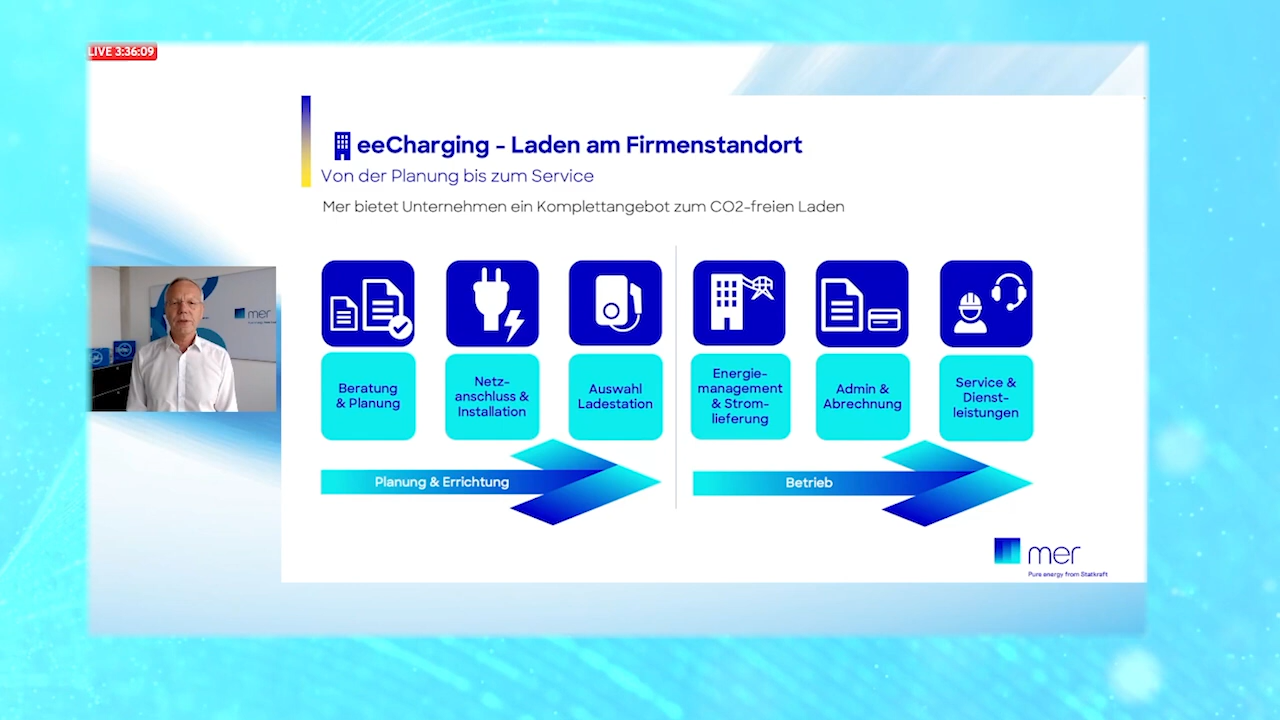 LIVE 3:36:09
eeCharging - Laden am Firmenstandort
Von der Planung bis zum Service
Mer bietet Unternehmen ein Komplettangebot zum CO2-freien Laden
mer
Beratung
& Planung
Netz-
anschluss &
Installation
Auswahl
Ladestation
Energie-
management
& Strom-
lieferung
Admin &
Abrechnung
Service &
Dienst-
leistungen
Planung & Errichtung
Betrieb
mer
Pure energy from Statkraft